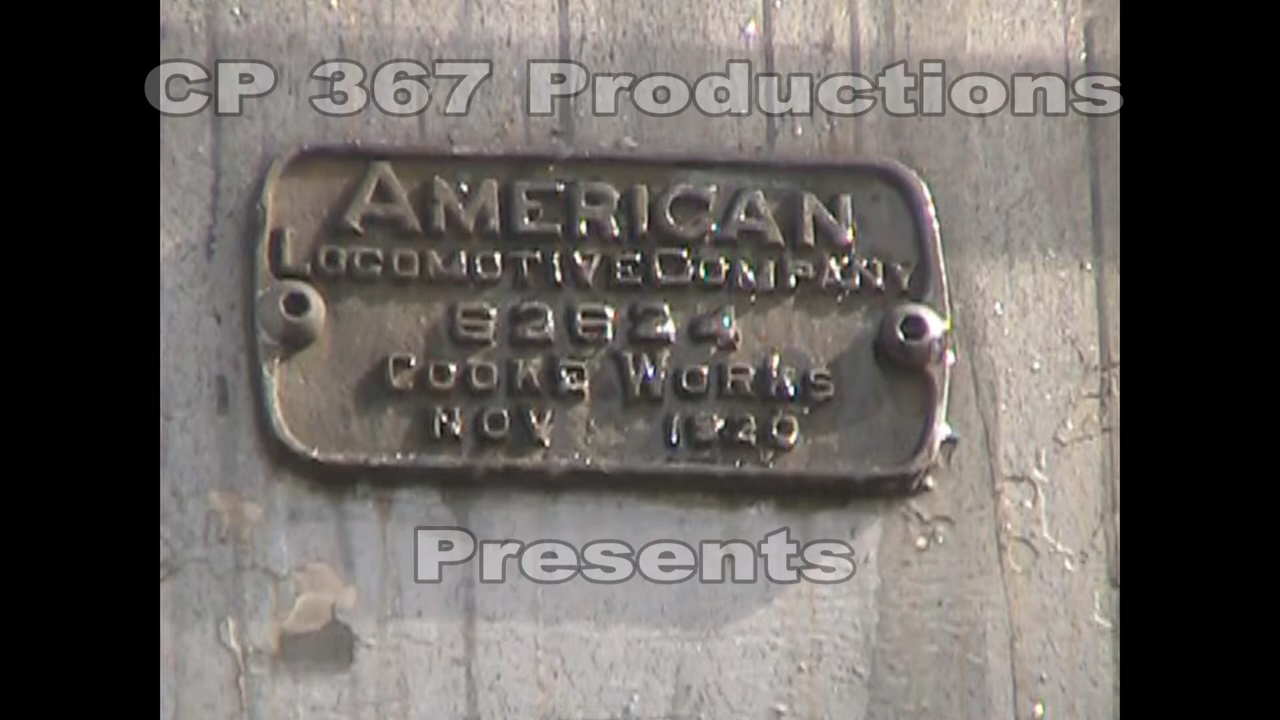 CP 367 Productions
AMERICAN
LOCOMOTIVE COMPANY
62624
COOKE WORKS
NOV 1920
Presents